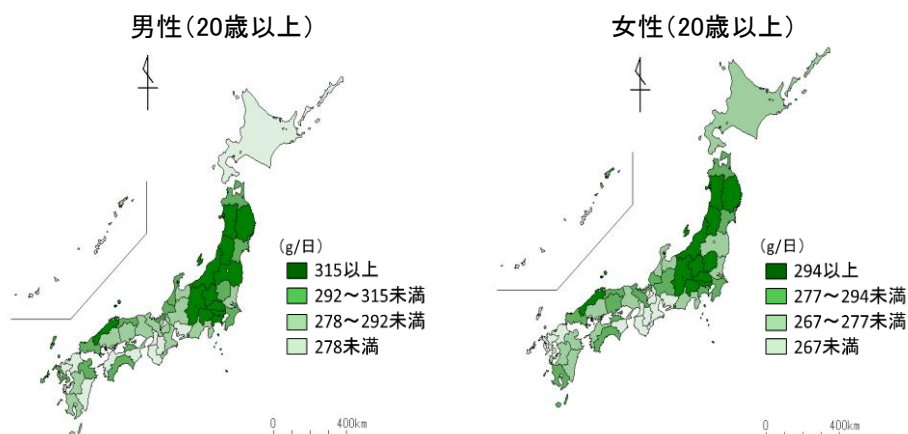 男性(20歳以上)
(g/日)
315以上
292～315未満
278～292未満
278未満
0 400km
女性(20歳以上)
(g/日)
294以上
277～294未満
267～277未満
267未満
0 400km